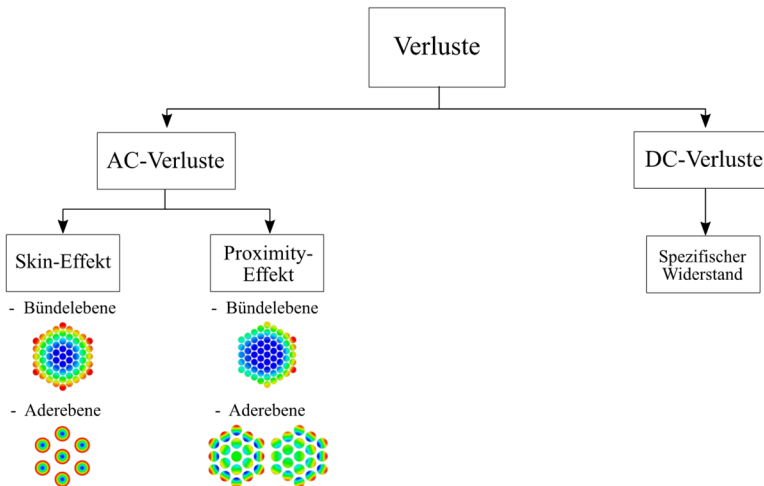 Verluste
AC-Verluste
DC-Verluste
Skin-Effekt
Proximity-
Effekt
Spezifischer
Widerstand
- Bündelebene
- Bündelebene
- Aderebene
- Aderebene